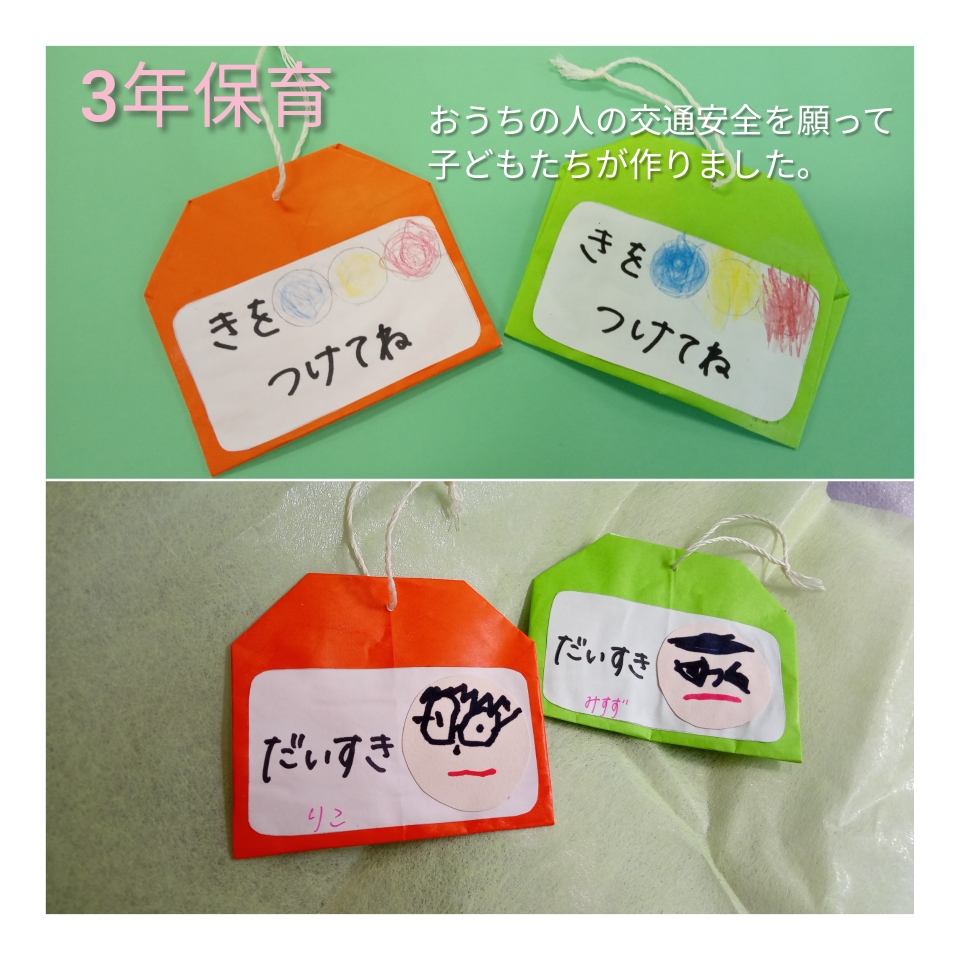 3年保育
おうちの人の交通安全を願って
子どもたちが作りました。
きを
つけてね
きを
つけてね
だいすき
りこ
だいすき
みすず